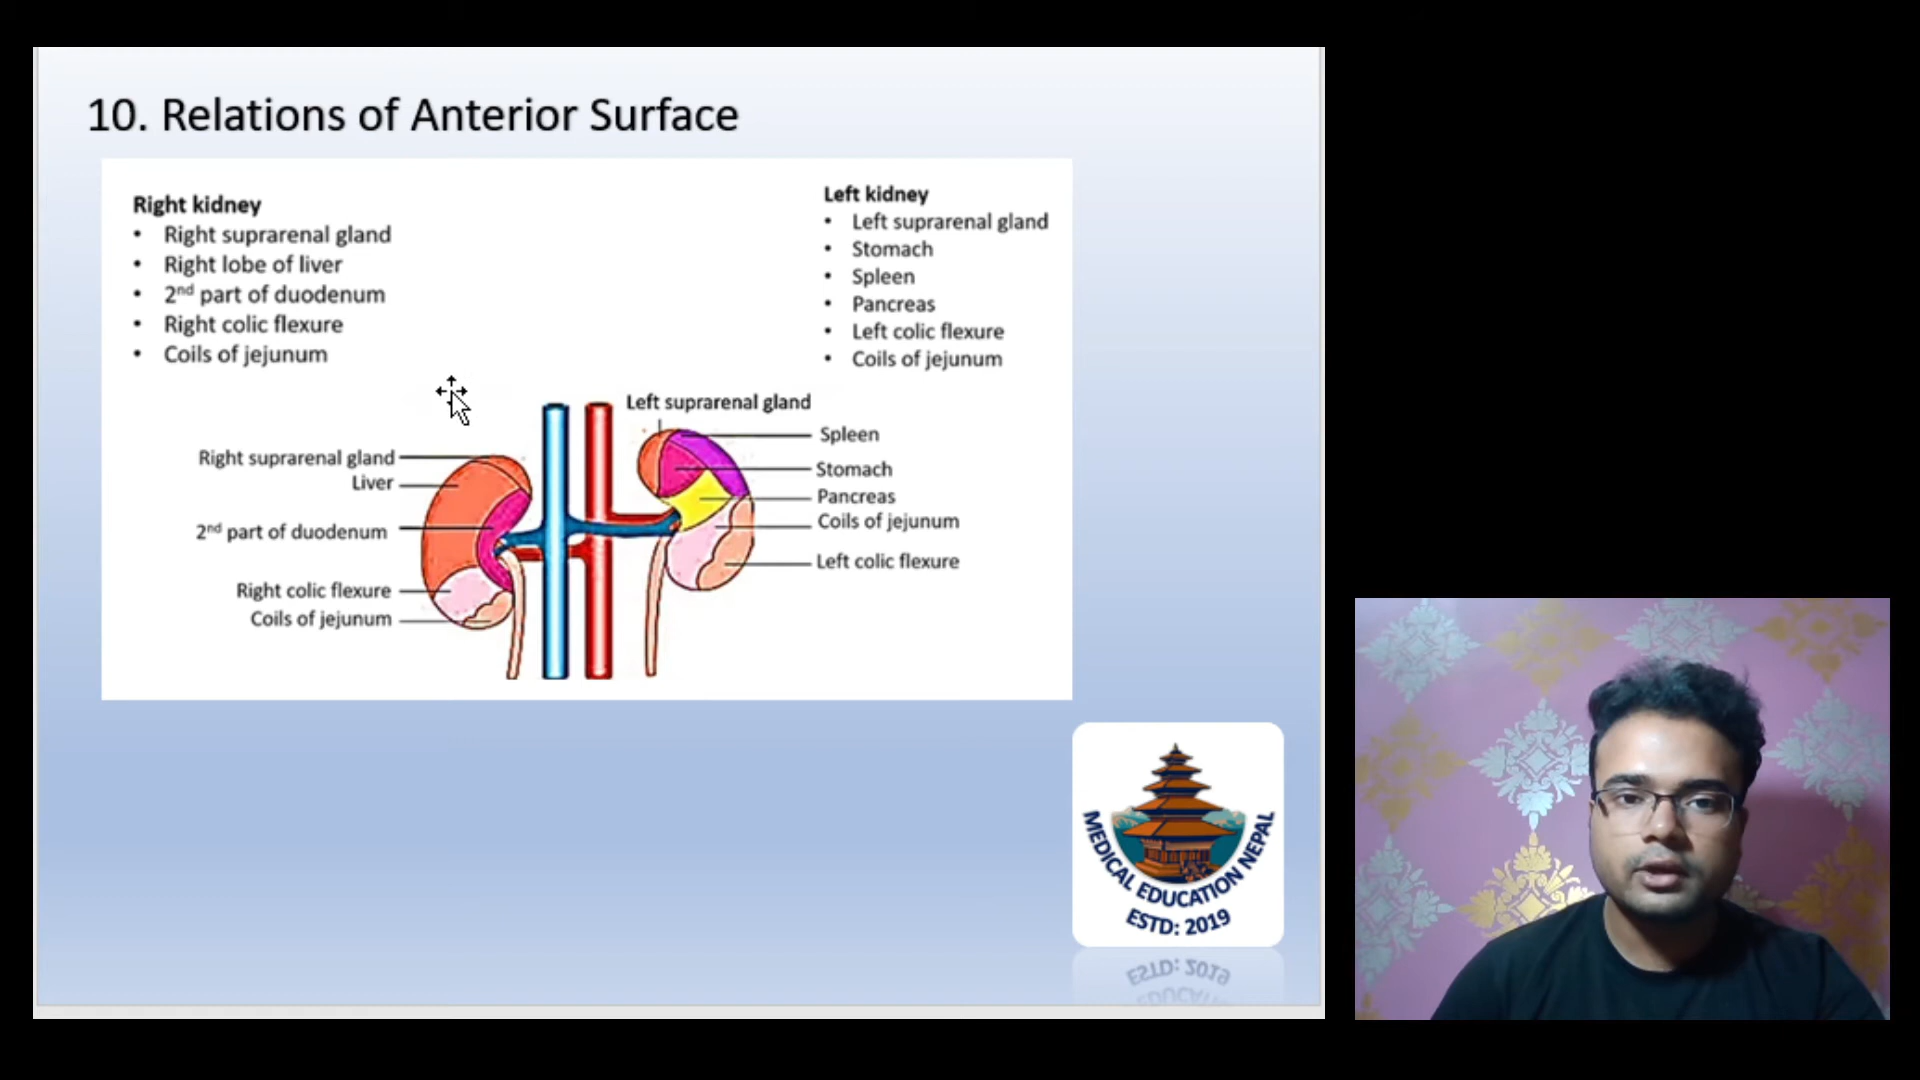 10. Relations of Anterior Surface
Right kidney
• Right suprarenal gland
• Right lobe of liver
• 2nd part of duodenum
• Right colic flexure
• Coils of jejunum
Left kidney
• Left suprarenal gland
• Stomach
• Spleen
• Pancreas
• Left colic flexure
• Coils of jejunum
Left suprarenal gland
Spleen
Stomach
Pancreas
Coils of jejunum
Left colic flexure
Right suprarenal gland
Liver
2nd part of duodenum
Right colic flexure
Coils of jejunum
MEDICAL EDUCATION NEPAL
ESTD: 2019